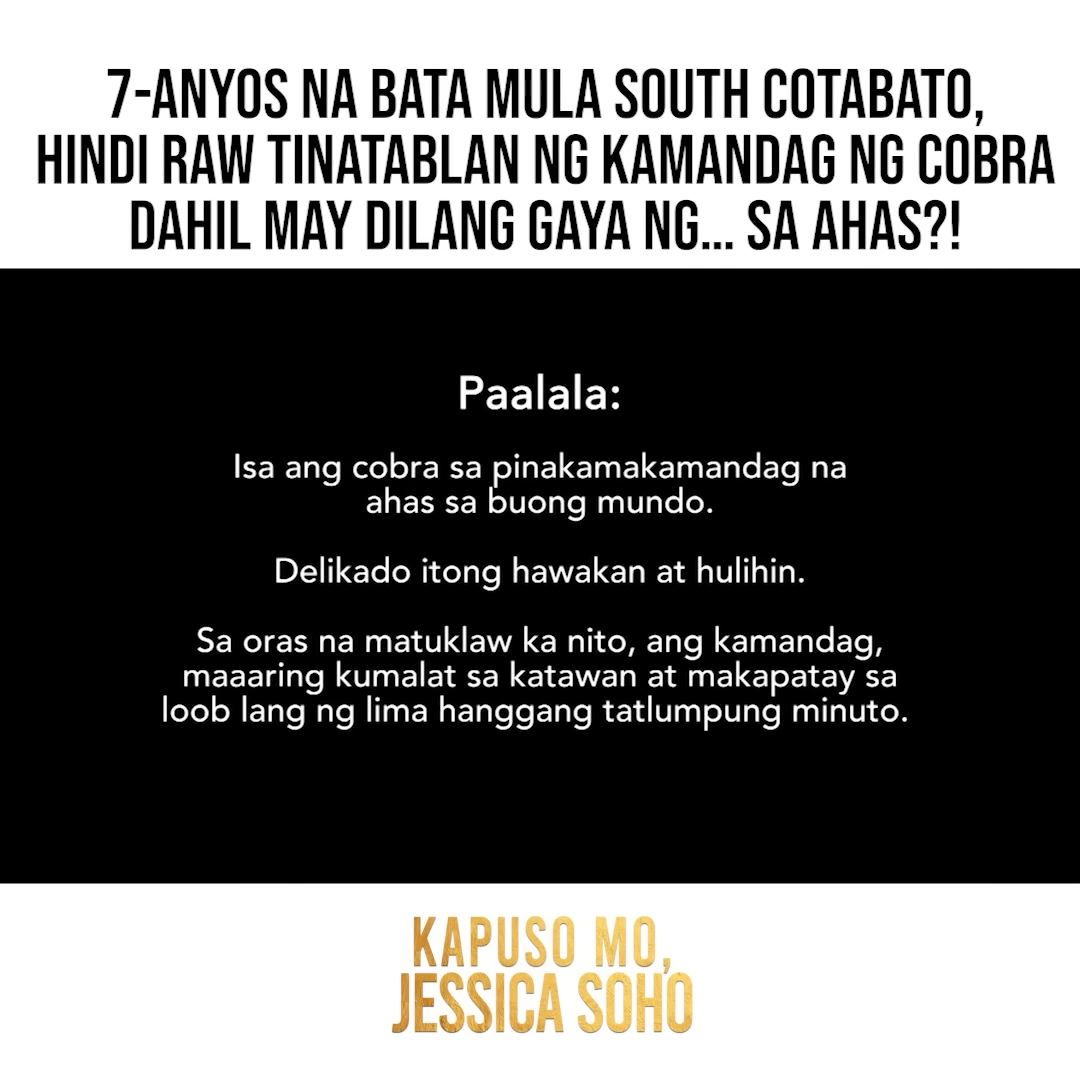 7-ANYOS NA BATA MULA SOUTH COTABATO,
HINDI RAW TINATABLAN NG KAMANDAG NG COBRA
DAHIL MAY DILANG GAYA NG... SA AHAS?!
Paalala:
Isa ang cobra sa pinakamakamandag na
ahas sa buong mundo.
Delikado itong hawakan at hulihin.
Sa oras na matuklaw ka nito, ang kamandag,
maaaring kumalat sa katawan at makapatay sa
loob lang ng lima hanggang tatlumpung minuto.
KAPUSO MO,
JESSICA SOHO